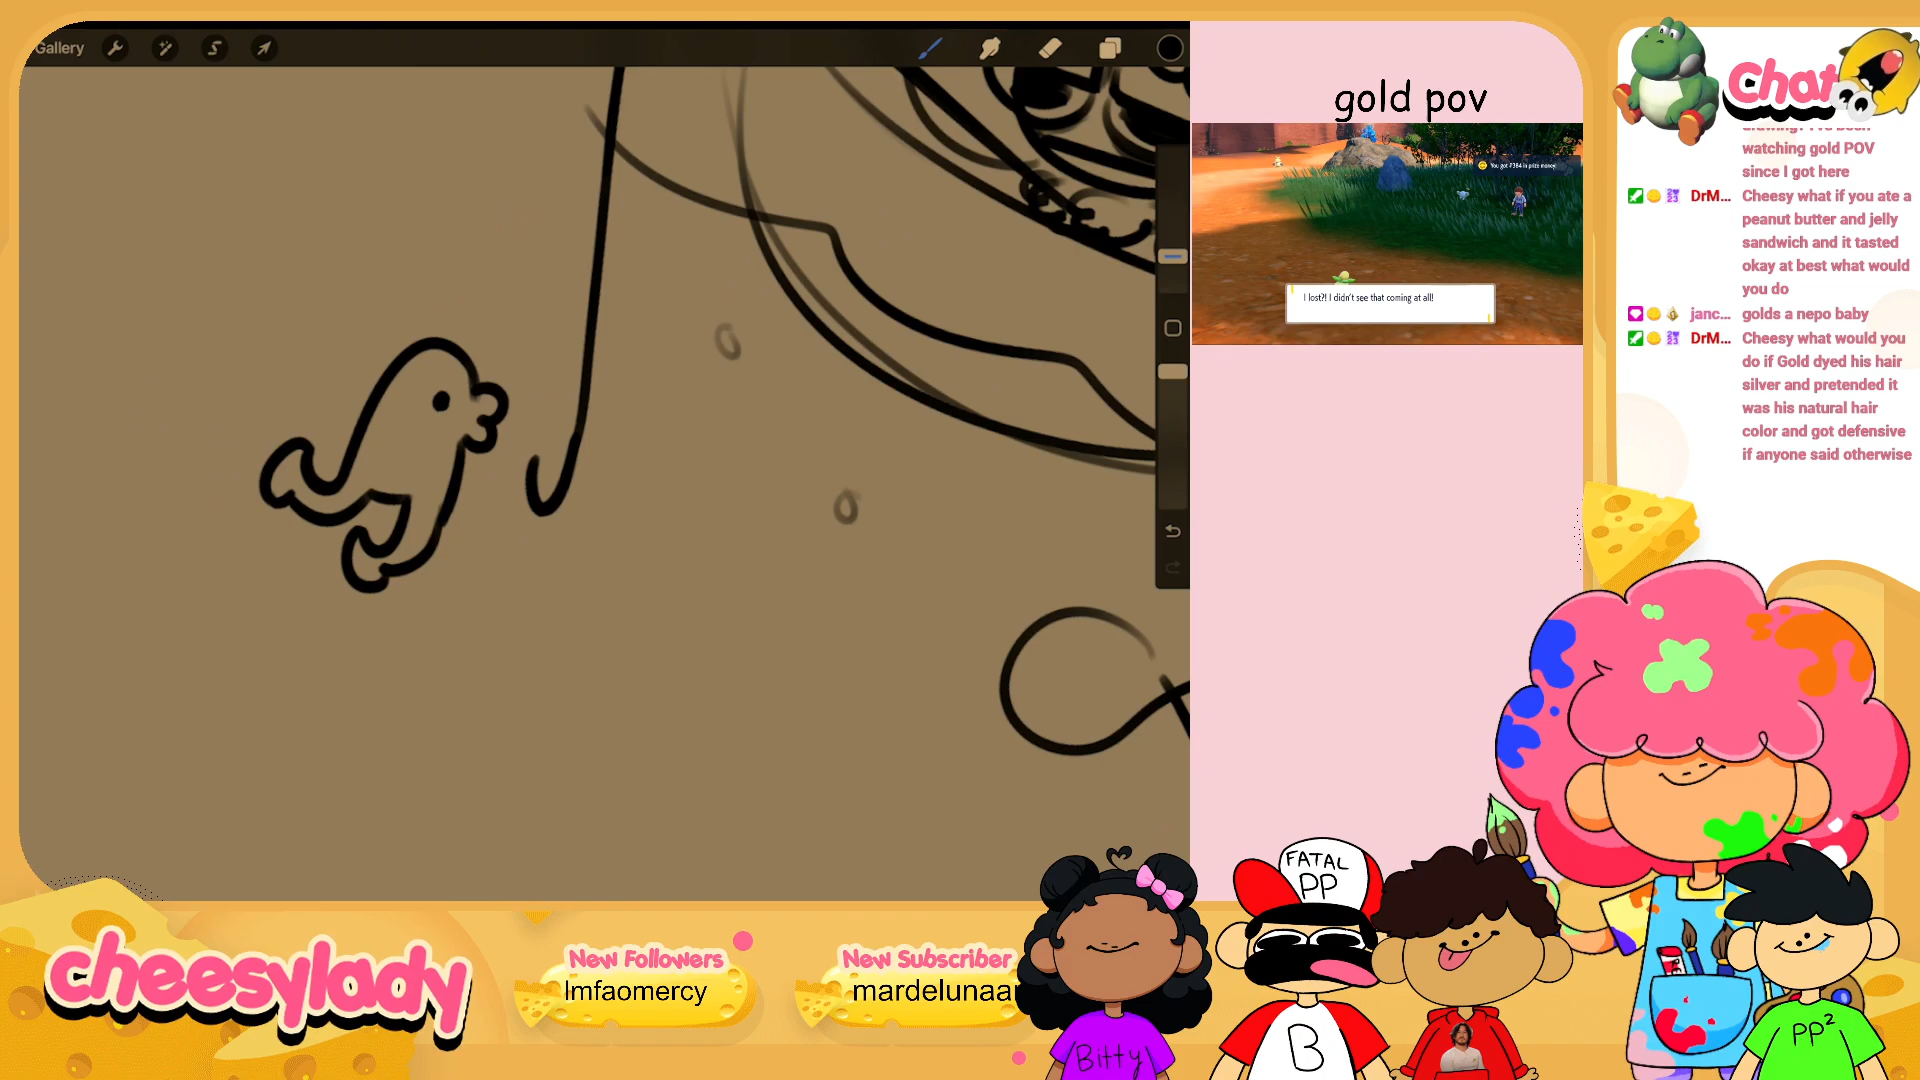 Gallery
gold pov
You got ₽384 in prize money!
I lost?! I didn't see that coming at all!
Chat
watching gold POV
since I got here
DrM... Cheesy what if you ate a
peanut butter and jelly
sandwich and it tasted
okay at best what would
you do
janc... golds a nepo baby
DrM... Cheesy what would you
do if Gold dyed his hair
silver and pretended it
was his natural hair
color and got defensive
if anyone said otherwise
cheesylady
New Followers
lmfaomercy
New Subscriber
mardelunaar
FATAL
PP
Bitty
B
PP²